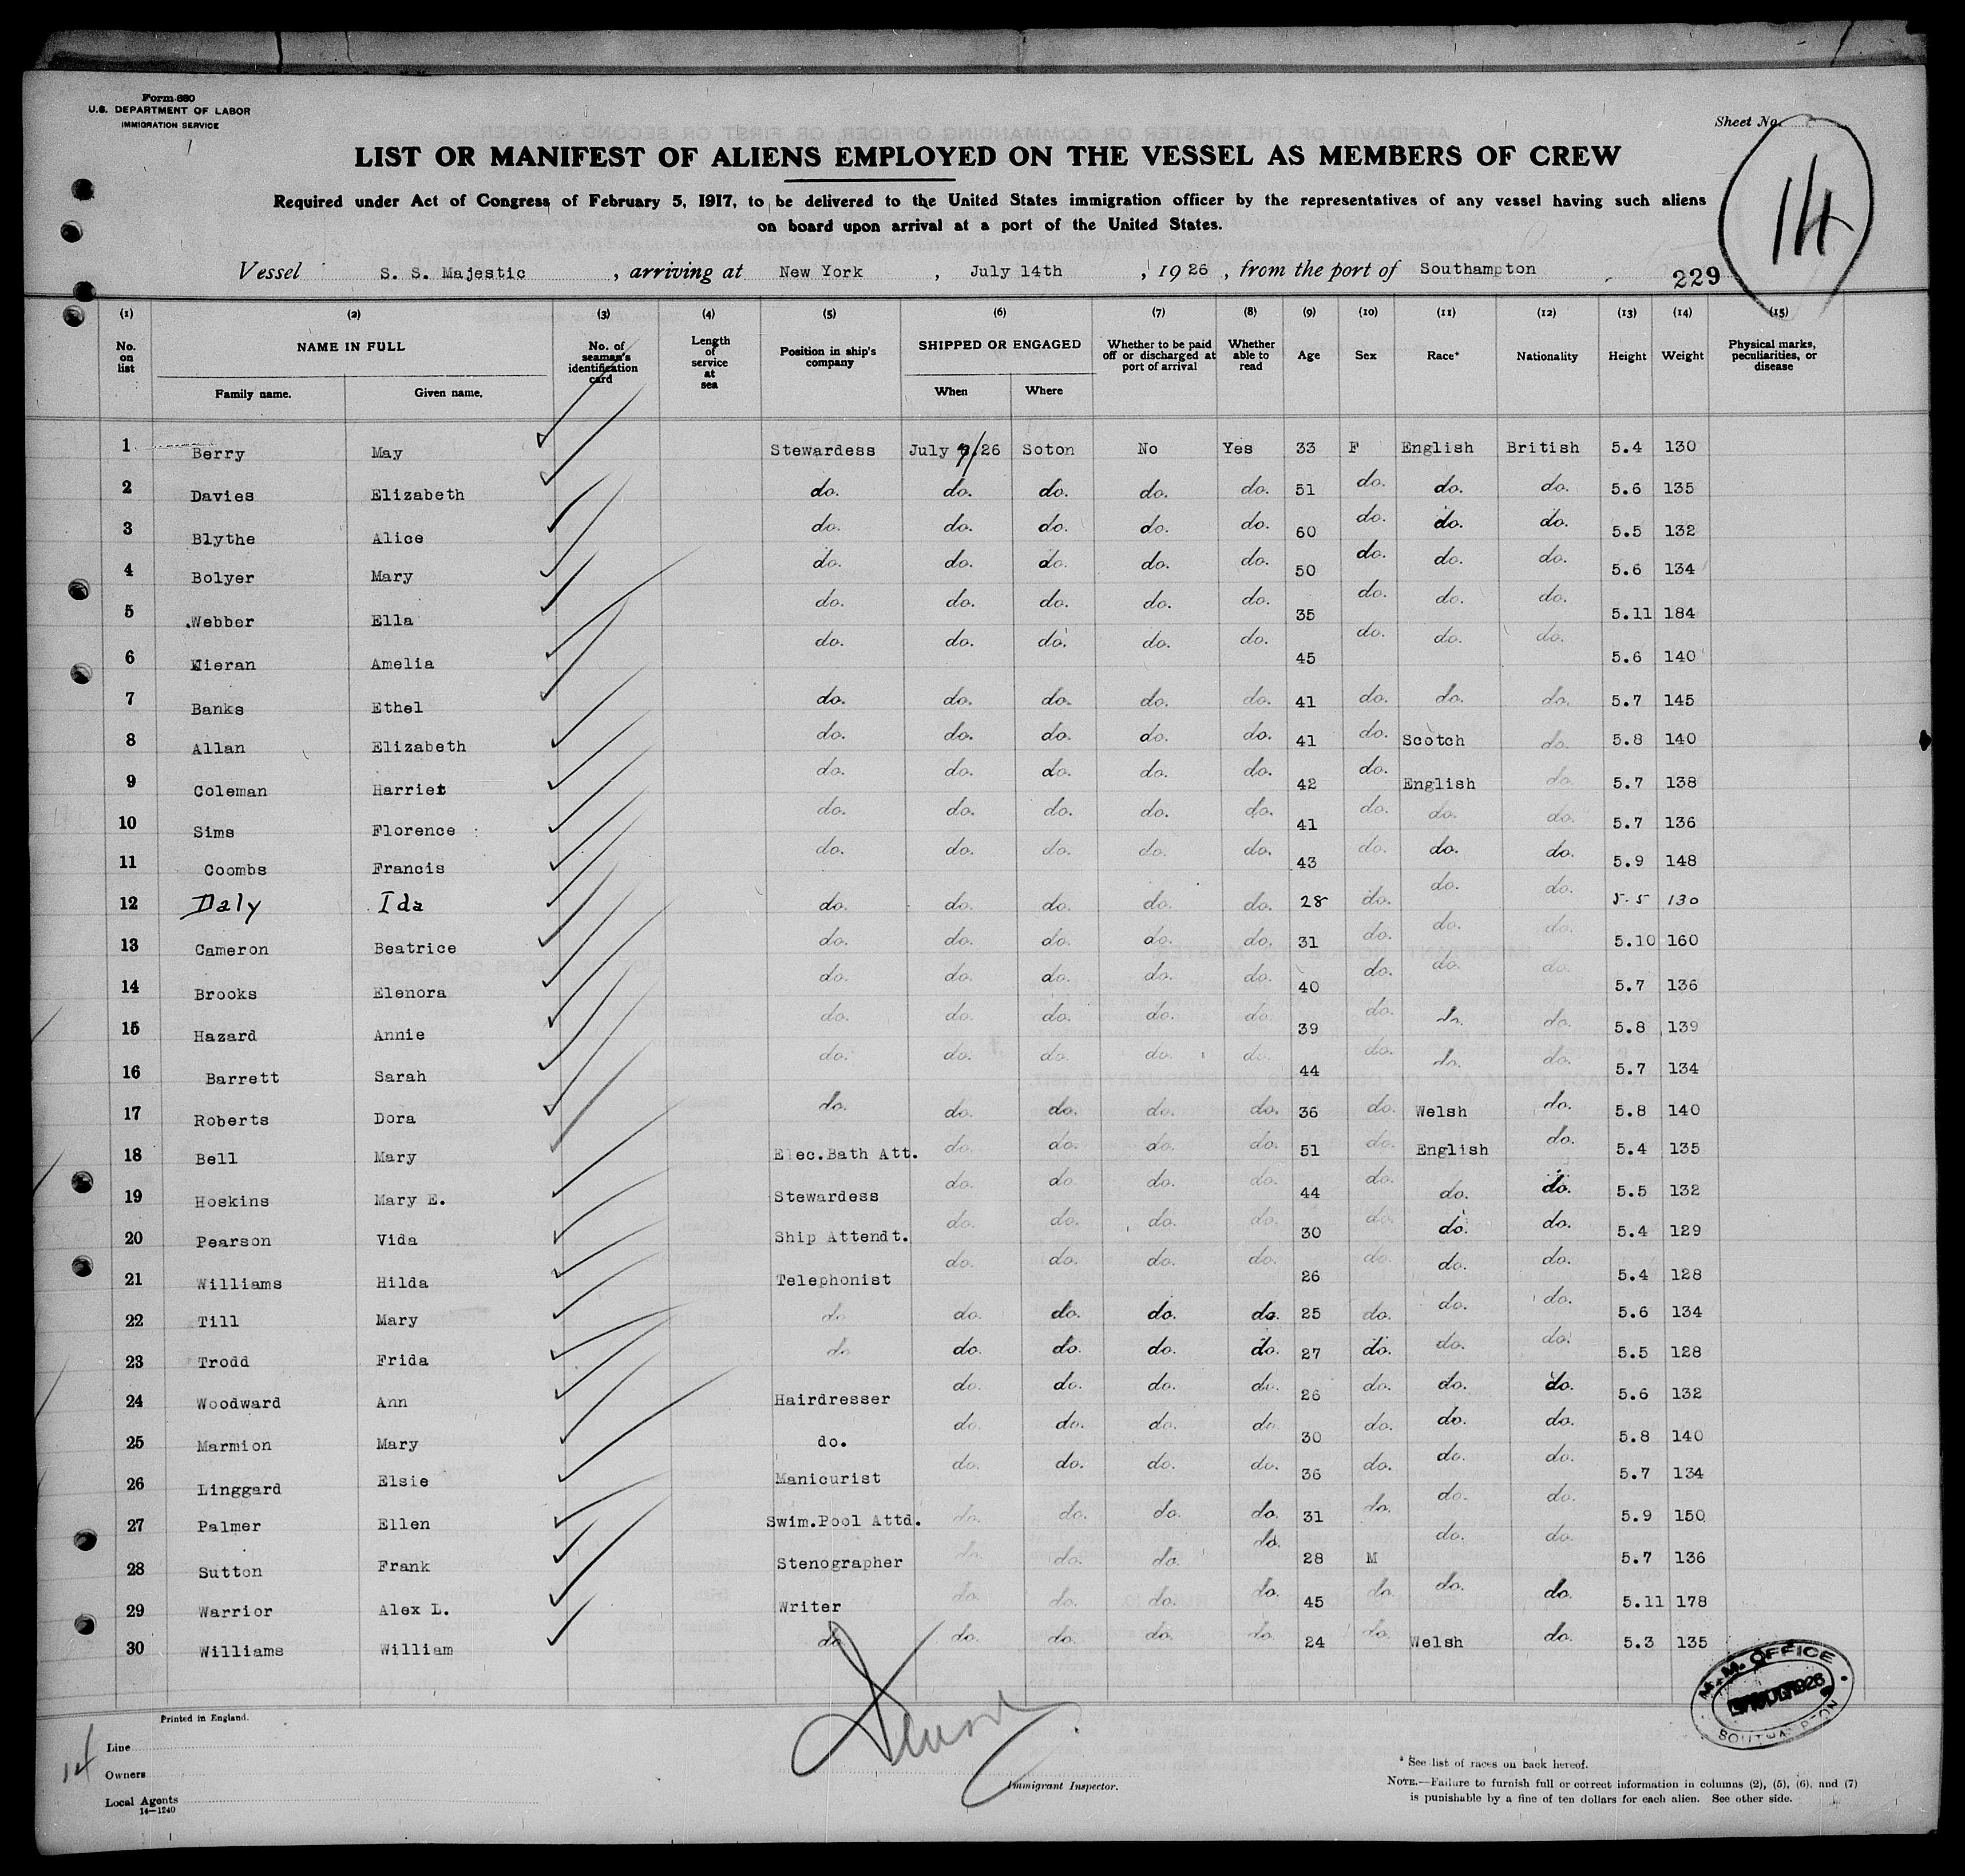 Form 680
U.S. DEPARTMENT OF LABOR
IMMIGRATION SERVICE
Sheet No.
14
LIST OR MANIFEST OF ALIENS EMPLOYED ON THE VESSEL AS MEMBERS OF CREW
Required under Act of Congress of February 5, 1917, to be delivered to the United States immigration officer by the representatives of any vessel having such aliens
on board upon arrival at a port of the United States.
Vessel S. S. Majestic , arriving at New York , July 14th , 1926 , from the port of Southampton
229
(1) (2) (3) (4) (5) (6) (7) (8) (9) (10) (11) (12) (13) (14) (15)
No. on list NAME IN FULL Family name. Given name. No. of seaman's identification card Length of service at sea Position in ship's company SHIPPED OR ENGAGED When Where Whether to be paid off or discharged at port of arrival Whether able to read Age Sex Race* Nationality Height Weight Physical marks, peculiarities, or disease
1 Berry May Stewardess July 7/26 Soton No Yes 33 F English British 5.4 130
2 Davies Elizabeth do. do. do. do. do. 51 do. do. do. 5.6 135
3 Blythe Alice do. do. do. do. do. 60 do. do. do. 5.5 132
4 Bolyer Mary do. do. do. do. do. 50 do. do. do. 5.6 134
5 Webber Ella do. do. do. do. do. 35 do. do. do. 5.11 184
6 Kieran Amelia do. do. do. do. do. 45 do. do. do. 5.6 140
7 Banks Ethel do. do. do. do. do. 41 do. do. do. 5.7 145
8 Allan Elizabeth do. do. do. do. do. 41 do. Scotch do. 5.8 140
9 Coleman Harriet do. do. do. do. do. 42 do. English do. 5.7 138
10 Sims Florence do. do. do. do. do. 41 do. do. do. 5.7 136
11 Coombs Francis do. do. do. do. do. 43 do. do. do. 5.9 148
12 Daly Ida do. do. do. do. do. 28 do. do. do. 5.5 130
13 Cameron Beatrice do. do. do. do. do. 31 do. do. do. 5.10 160
14 Brooks Elenora do. do. do. do. do. 40 do. do. do. 5.7 136
15 Hazard Annie do. do. do. do. do. 39 do. do. do. 5.8 139
16 Barrett Sarah do. do. do. do. do. 44 do. do. do. 5.7 134
17 Roberts Dora do. do. do. do. do. 36 do. Welsh do. 5.8 140
18 Bell Mary Elec.Bath Att. do. do. do. do. 51 do. English do. 5.4 135
19 Hoskins Mary E. Stewardess do. do. do. do. 44 do. do. do. 5.5 132
20 Pearson Vida Ship Attendt. do. do. do. do. 30 do. do. do. 5.4 129
21 Williams Hilda Telephonist do. do. do. do. 26 do. do. do. 5.4 128
22 Till Mary do do. do. do. do. 25 do. do. do. 5.6 134
23 Trodd Frida do do. do. do. do. 27 do. do. do. 5.5 128
24 Woodward Ann Hairdresser do. do. do. do. 26 do. do. do. 5.6 132
25 Marmion Mary do. do. do. do. do. 30 do. do. do. 5.8 140
26 Linggard Elsie Manicurist do. do. do. do. 36 do. do. do. 5.7 134
27 Palmer Ellen Swim.Pool Attd. do. do. do. do. 31 do. do. do. 5.9 150
28 Sutton Frank Stenographer do. do. do. do. 28 M do. do. 5.7 136
29 Warrior Alex L. Writer do. do. do. do. 45 do. do. do. 5.11 178
30 Williams William do. do. do. do. do. 24 do. Welsh do. 5.3 135
M. M. OFFICE
SOUTHAMPTON
Printed in England.
14
Line
Owners
Local Agents
14—1240
Immigrant Inspector.
* See list of races on back hereof.
NOTE.—Failure to furnish full or correct information in columns (2), (5), (6), and (7)
is punishable by a fine of ten dollars for each alien. See other side.